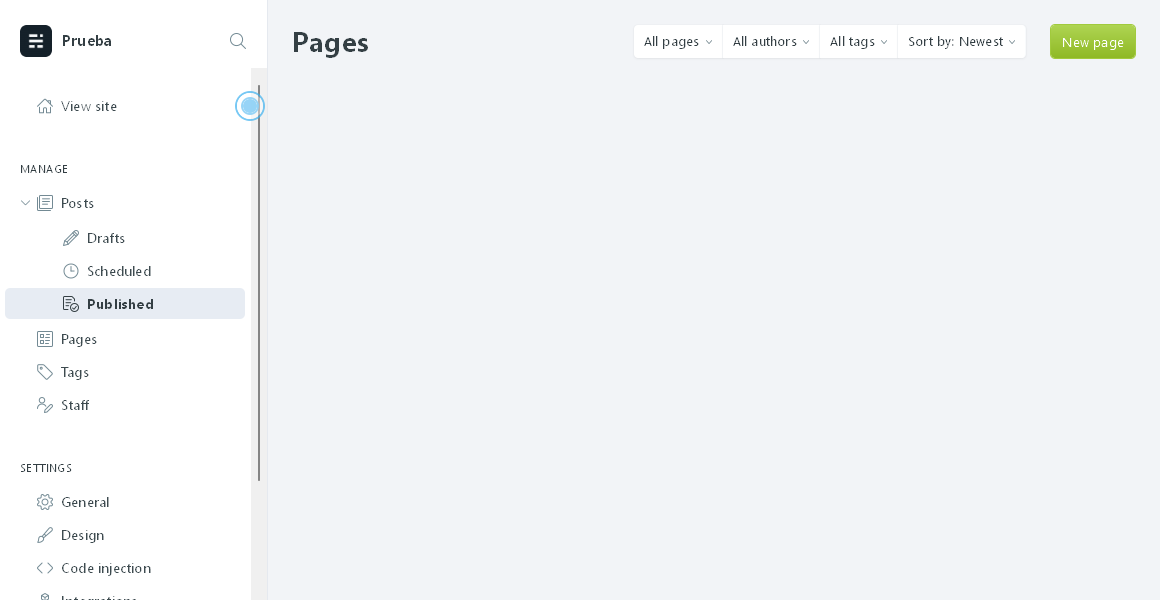 Prueba
View site
MANAGE
Posts
Drafts
Scheduled
Published
Pages
Tags
Staff
SETTINGS
General
Design
Code injection
Integrations
Pages
All pages
All authors
All tags
Sort by: Newest
New page